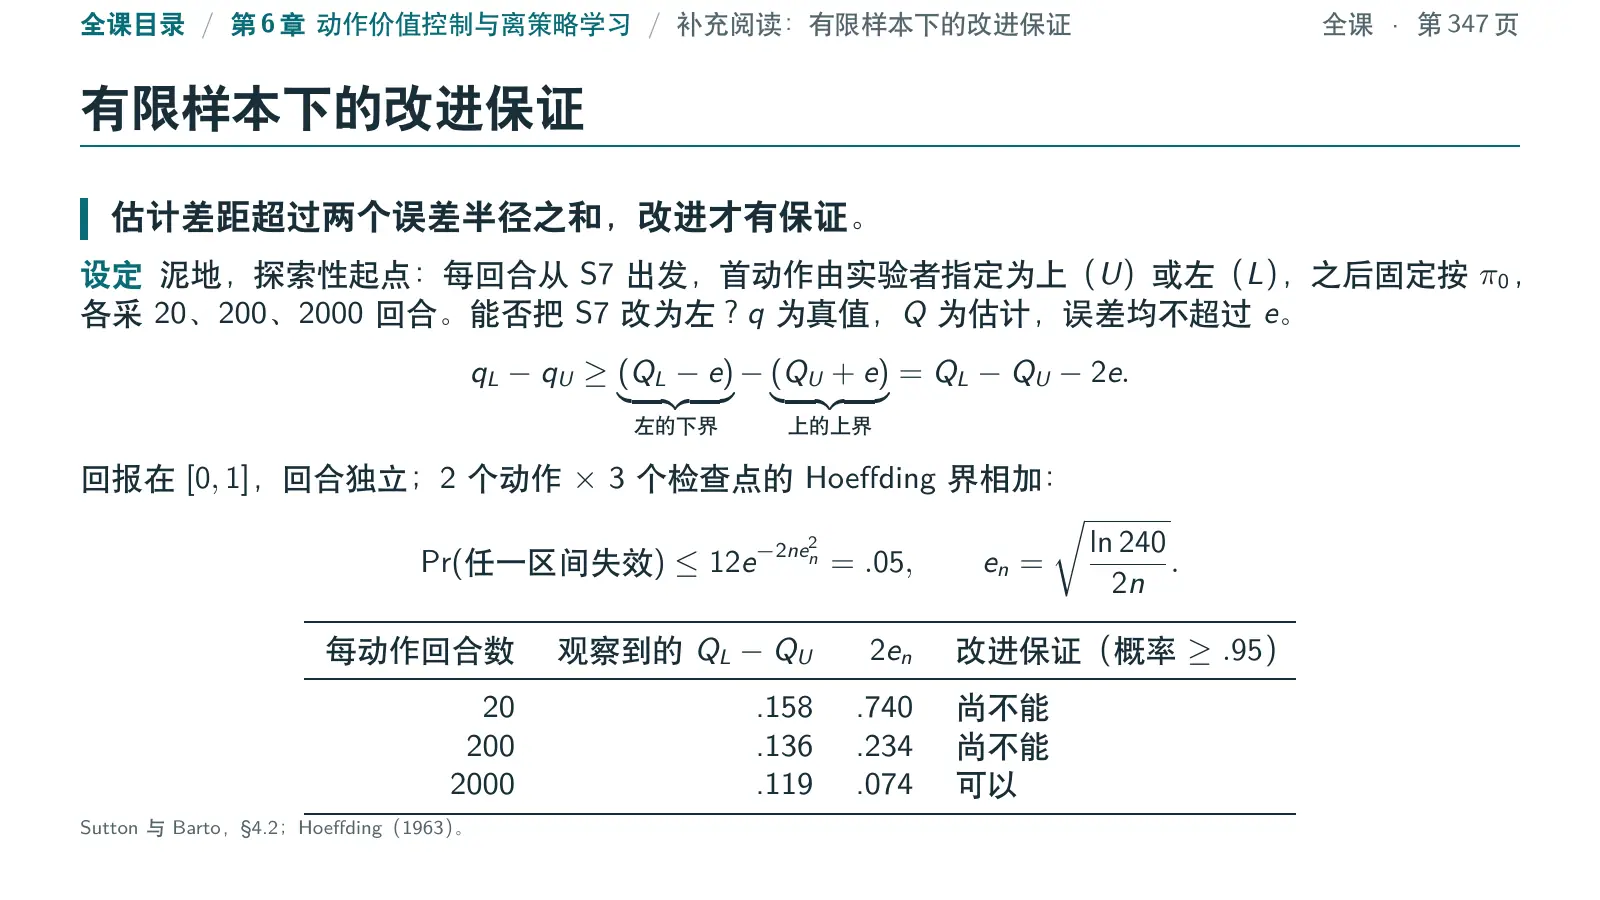 全课目录 / 第 6 章 动作价值控制与离策略学习 / 补充阅读：有限样本下的改进保证 全课 · 第 347 页
有限样本下的改进保证
估计差距超过两个误差半径之和，改进才有保证。
设定 泥地，探索性起点：每回合从 S7 出发，首动作由实验者指定为上（U）或左（L），之后固定按 π₀，
各采 20、200、2000 回合。能否把 S7 改为左？q 为真值，Q 为估计，误差均不超过 e。
q_L − q_U ≥ (Q_L − e) − (Q_U + e) = Q_L − Q_U − 2e.
左的下界 上的上界
回报在 [0, 1]，回合独立；2 个动作 × 3 个检查点的 Hoeffding 界相加：
Pr(任一区间失效) ≤ 12e^{−2ne_n^2} = .05, e_n = √(ln 240 / 2n).
每动作回合数 观察到的 Q_L − Q_U 2e_n 改进保证（概率 ≥ .95）
20 .158 .740 尚不能
200 .136 .234 尚不能
2000 .119 .074 可以
Sutton 与 Barto，§4.2；Hoeffding（1963）。